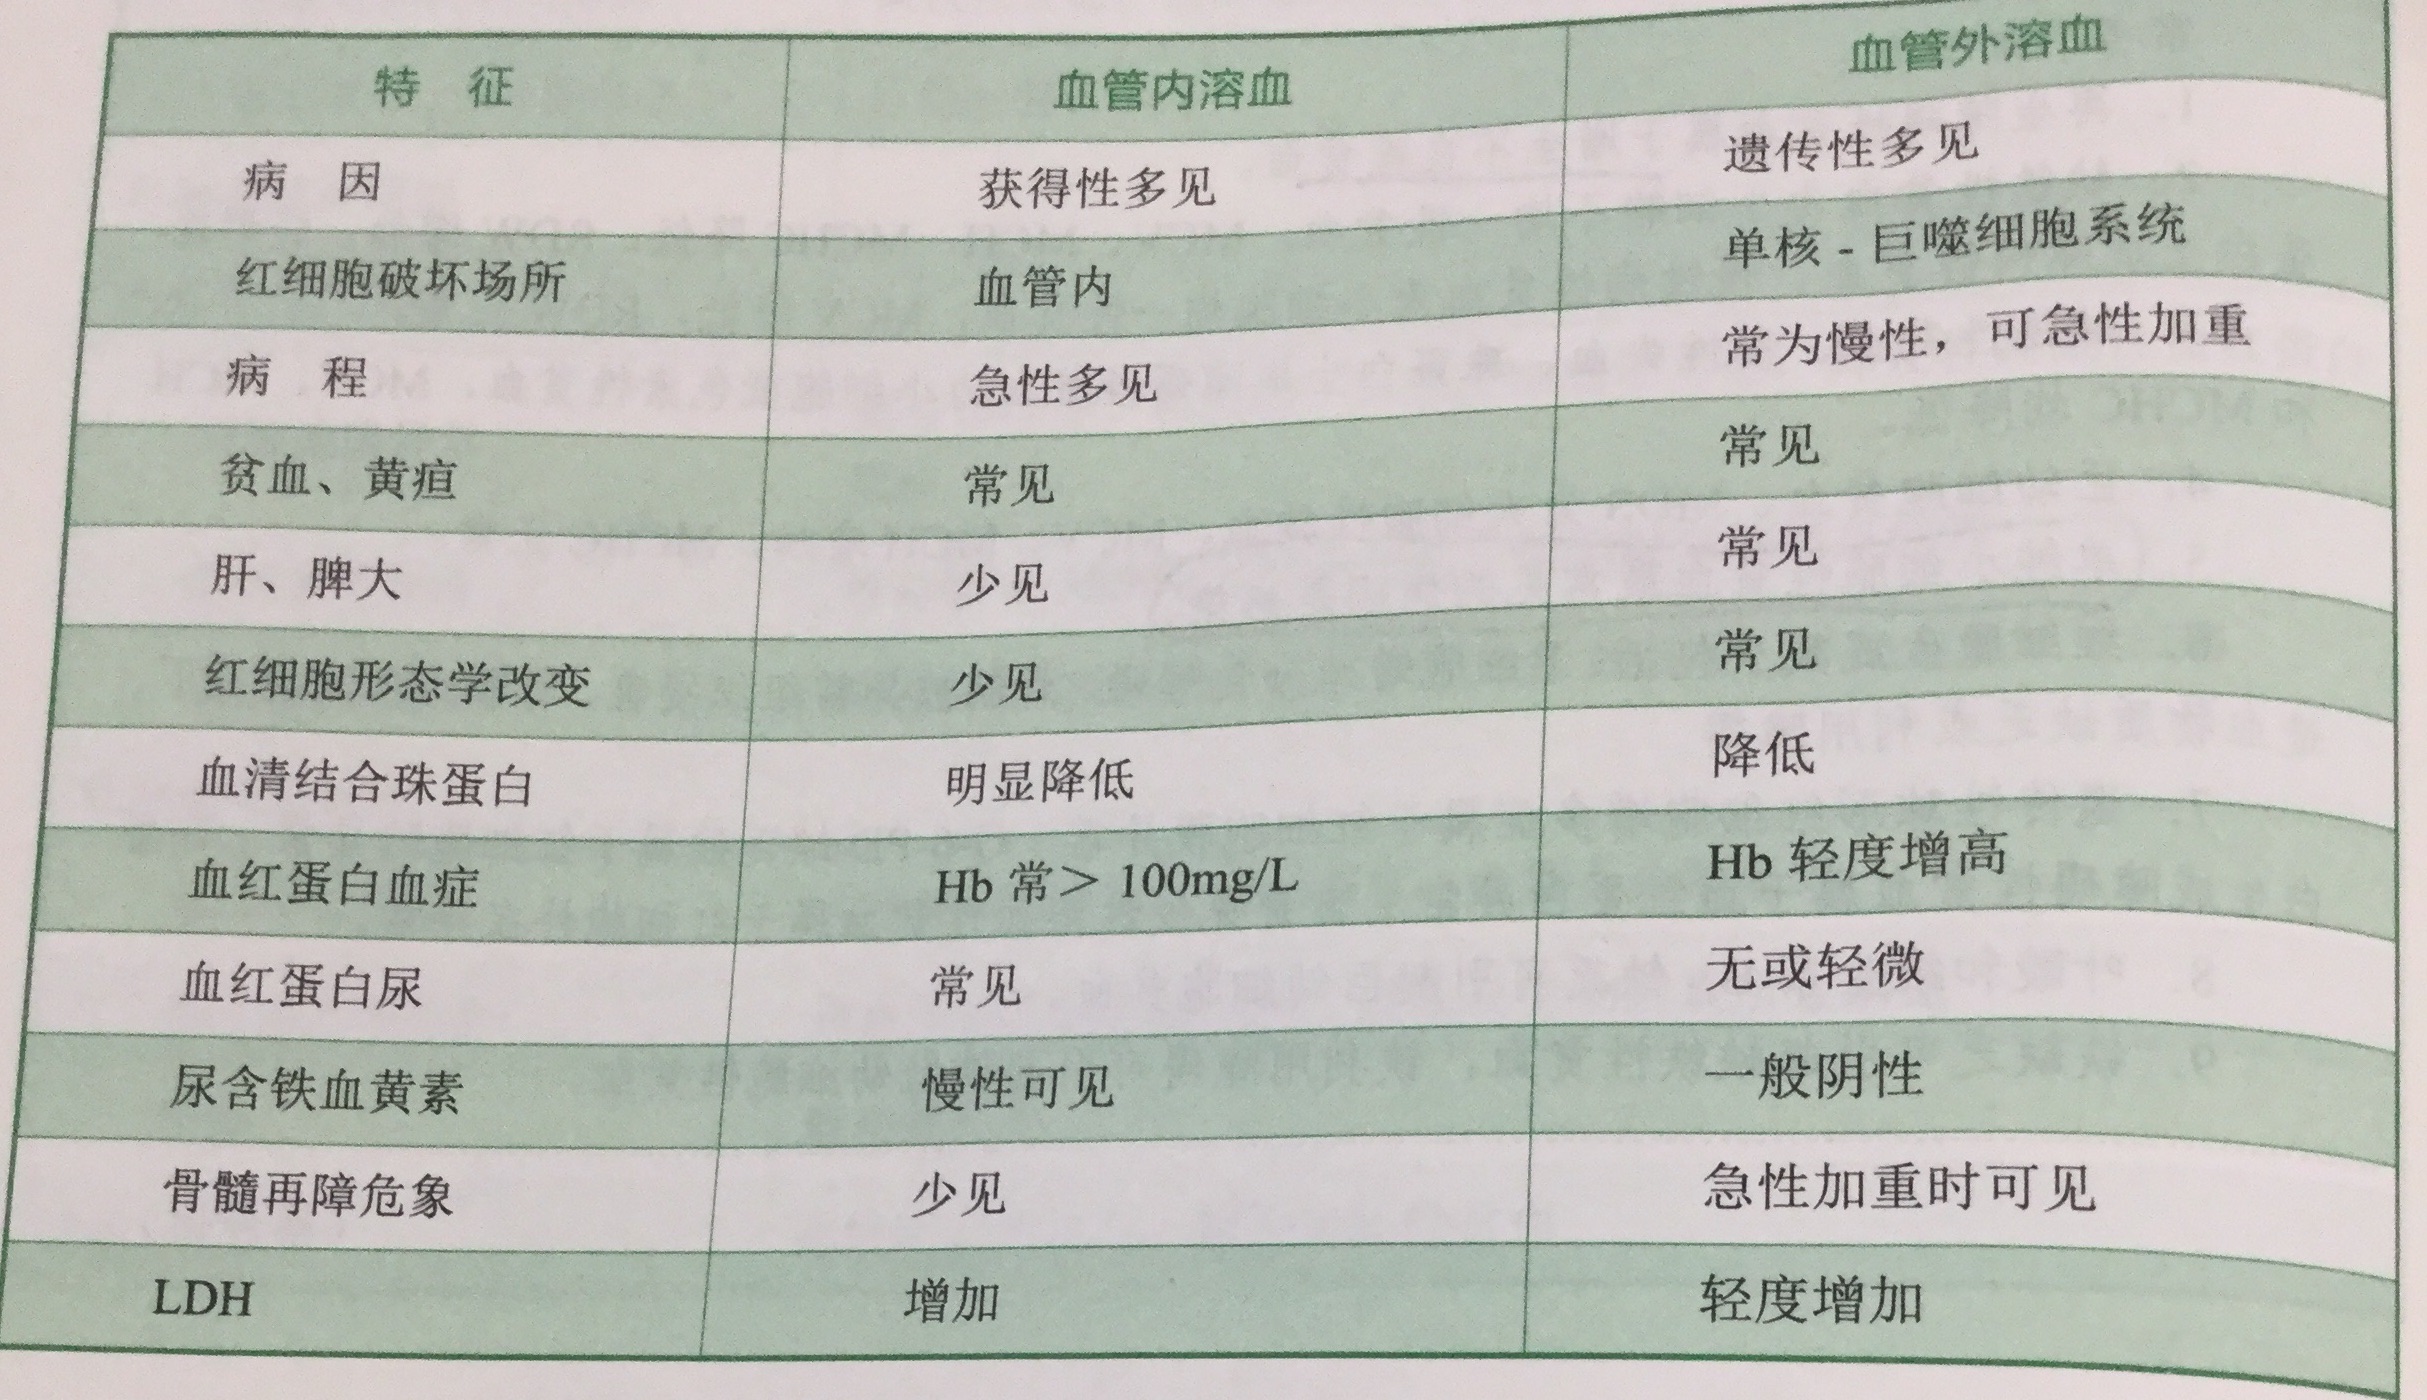 特 征 血管内溶血 血管外溶血
病 因 获得性多见 遗传性多见
红细胞破坏场所 血管内 单核-巨噬细胞系统
病 程 急性多见 常为慢性，可急性加重
贫血、黄疸 常见 常见
肝、脾大 少见 常见
红细胞形态学改变 少见 常见
血清结合珠蛋白 明显降低 降低
血红蛋白血症 Hb 常＞100mg/L Hb 轻度增高
血红蛋白尿 常见 无或轻微
尿含铁血黄素 慢性可见 一般阴性
骨髓再障危象 少见 急性加重时可见
LDH 增加 轻度增加